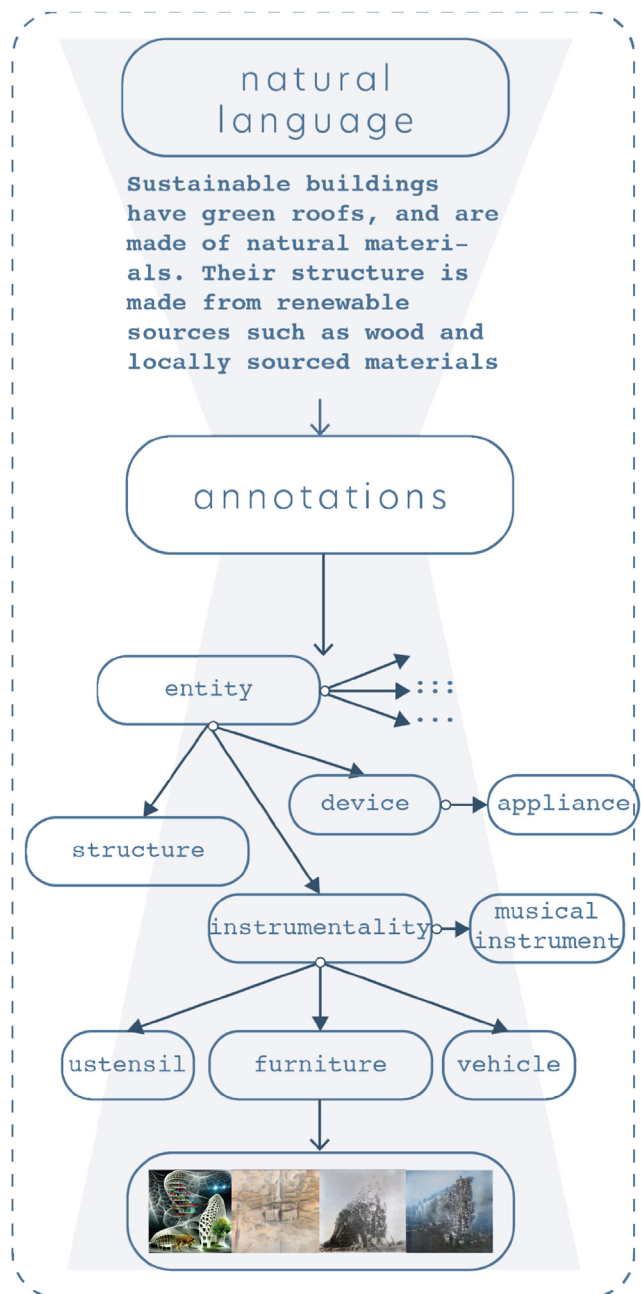 natural
language
Sustainable buildings
have green roofs, and are
made of natural materi-
als. Their structure is
made from renewable
sources such as wood and
locally sourced materials
annotations
entity
:::
...
device
appliance
structure
instrumentality
musical
instrument
ustensil
furniture
vehicle